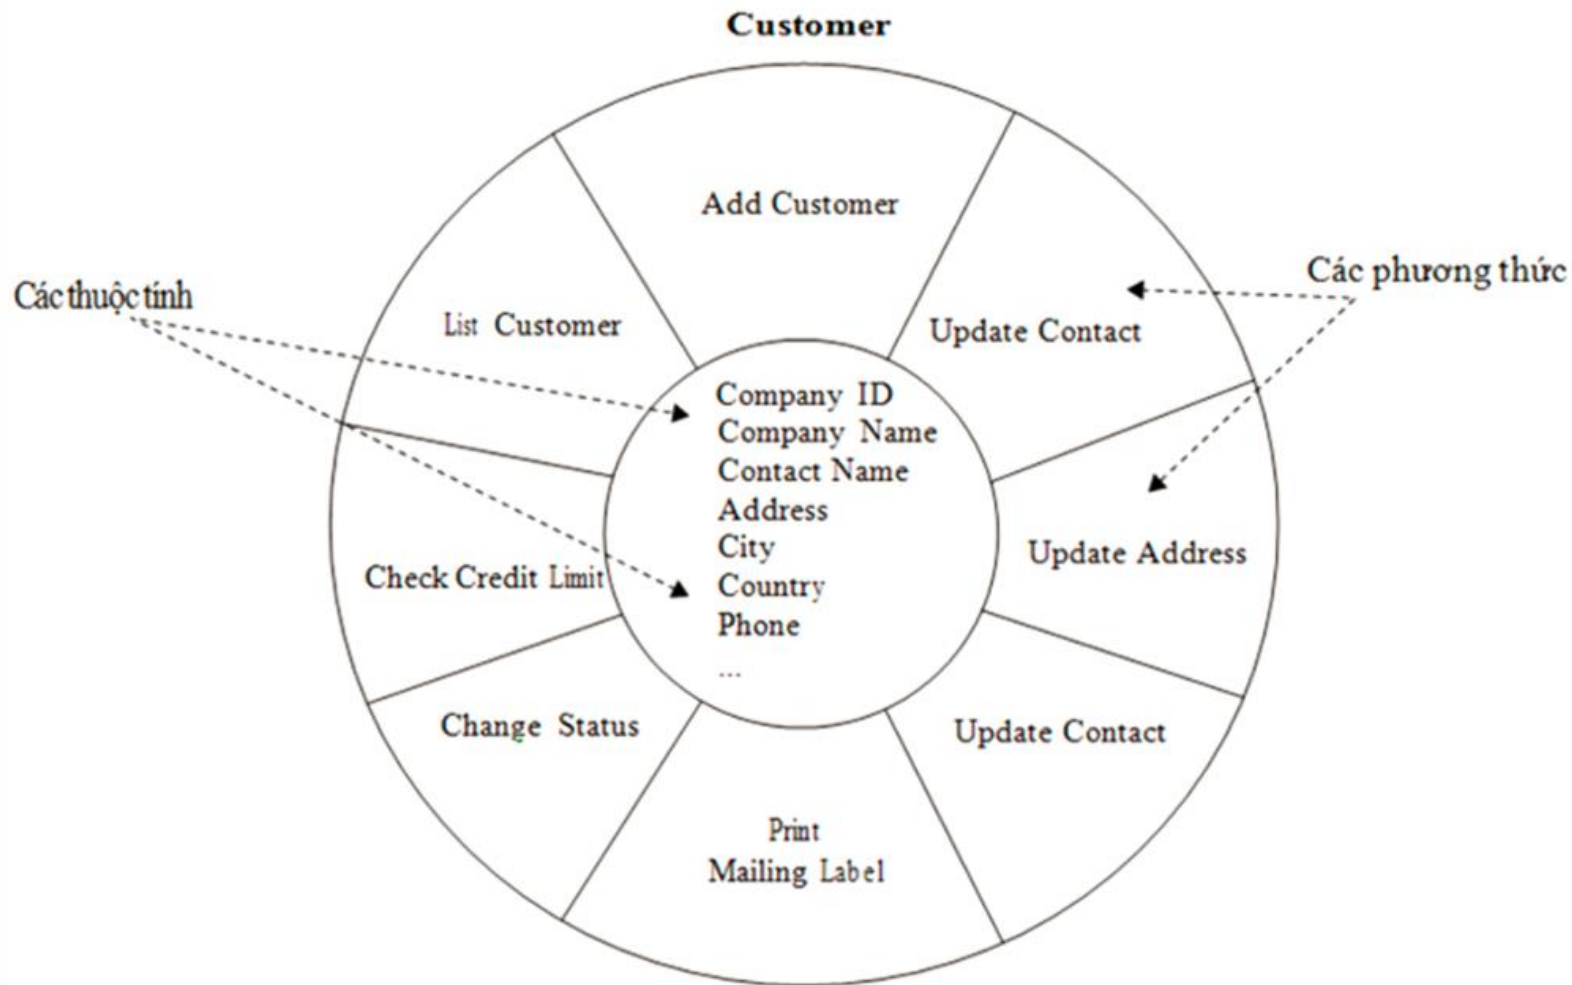 Customer
Add Customer
Các phương thức
Các thuộc tính
List Customer
Update Contact
Company ID
Company Name
Contact Name
Address
City
Country
Phone
...
Update Address
Check Credit Limit
Change Status
Update Contact
Print
Mailing Label